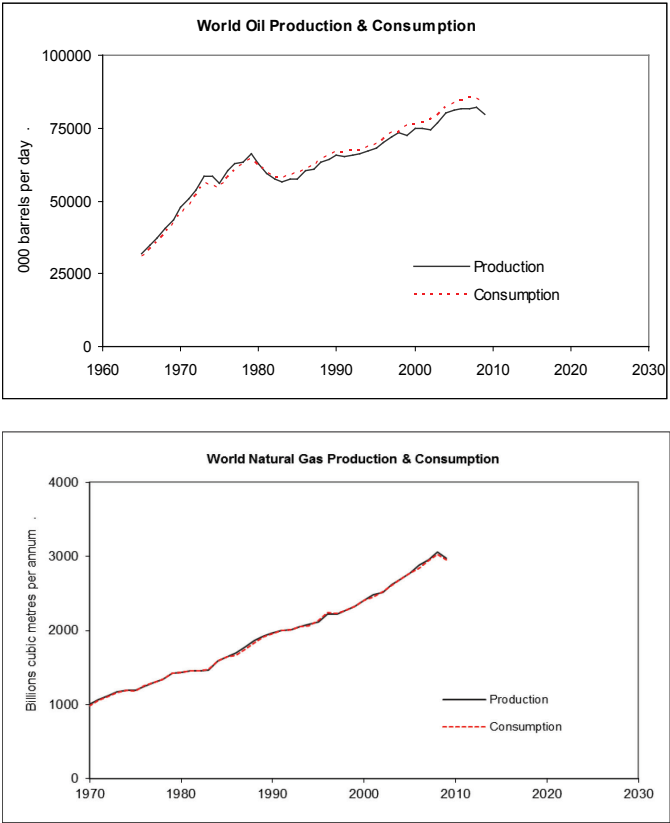 World Oil Production & Consumption
000 barrels per day .
100000
75000
50000
25000
0
1960 1970 1980 1990 2000 2010 2020 2030
Production
Consumption
World Natural Gas Production & Consumption
Billions cubic metres per annum .
4000
3000
2000
1000
0
1970 1980 1990 2000 2010 2020 2030
Production
Consumption